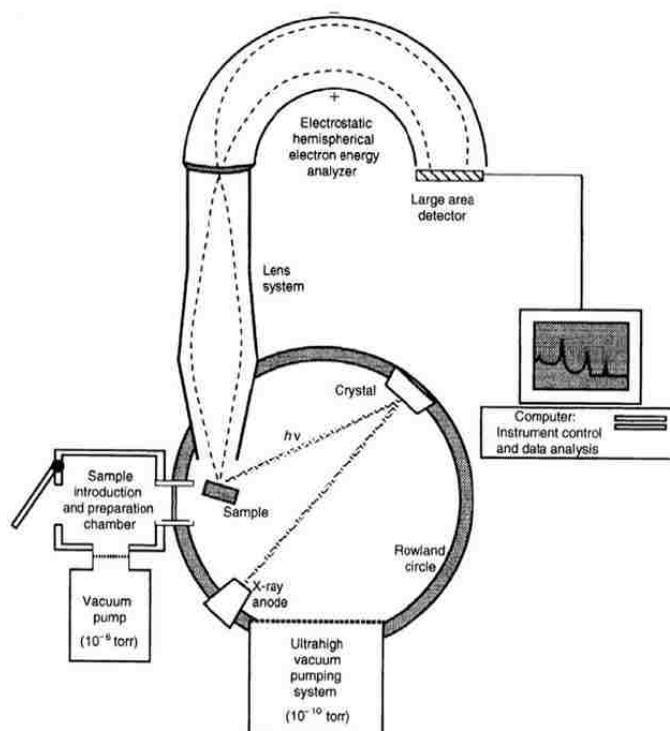 −
+
Electrostatic
hemispherical
electron energy
analyzer
Large area
detector
Lens
system
Crystal
hν
Computer:
Instrument control
and data analysis
Sample
introduction
and preparation
chamber
Sample
Rowland
circle
X-ray
anode
Vacuum
pump
(10⁻⁶ torr)
Ultrahigh
vacuum
pumping
system
(10⁻¹⁰ torr)